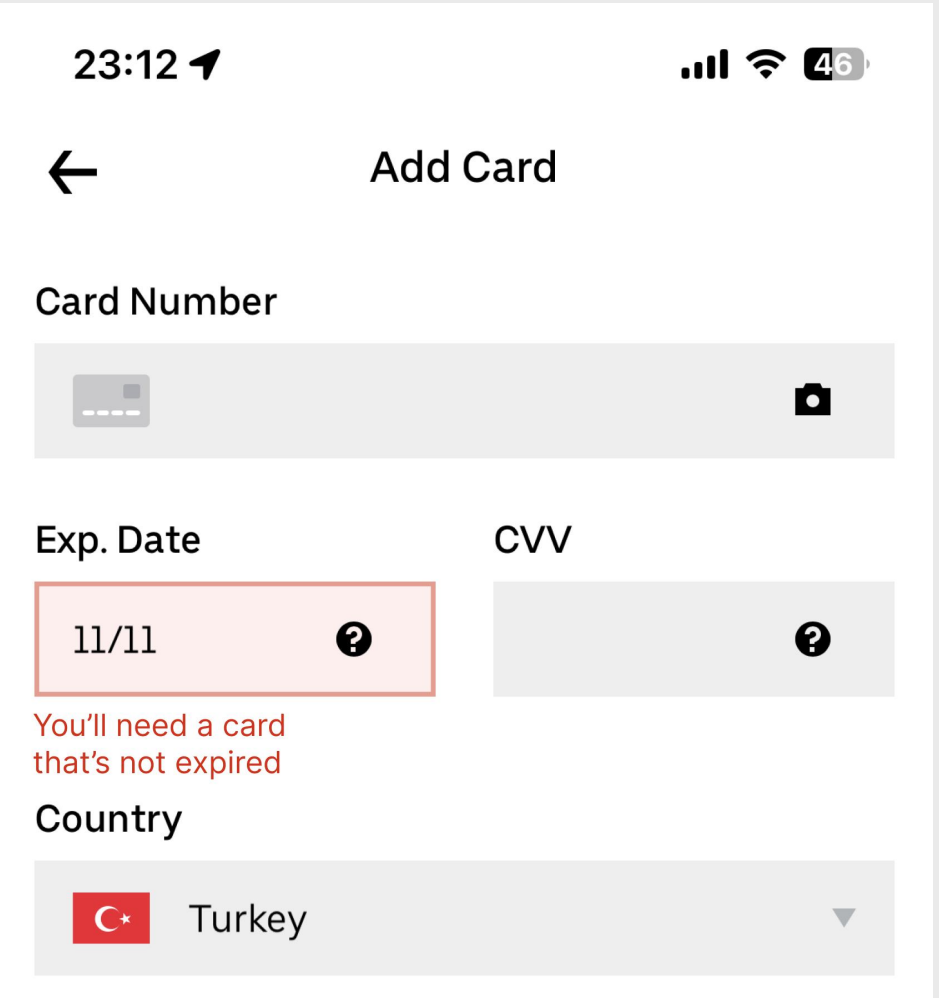 23:12
46
Add Card
Card Number
Exp. Date
CVV
11/11
You'll need a card
that's not expired
Country
Turkey